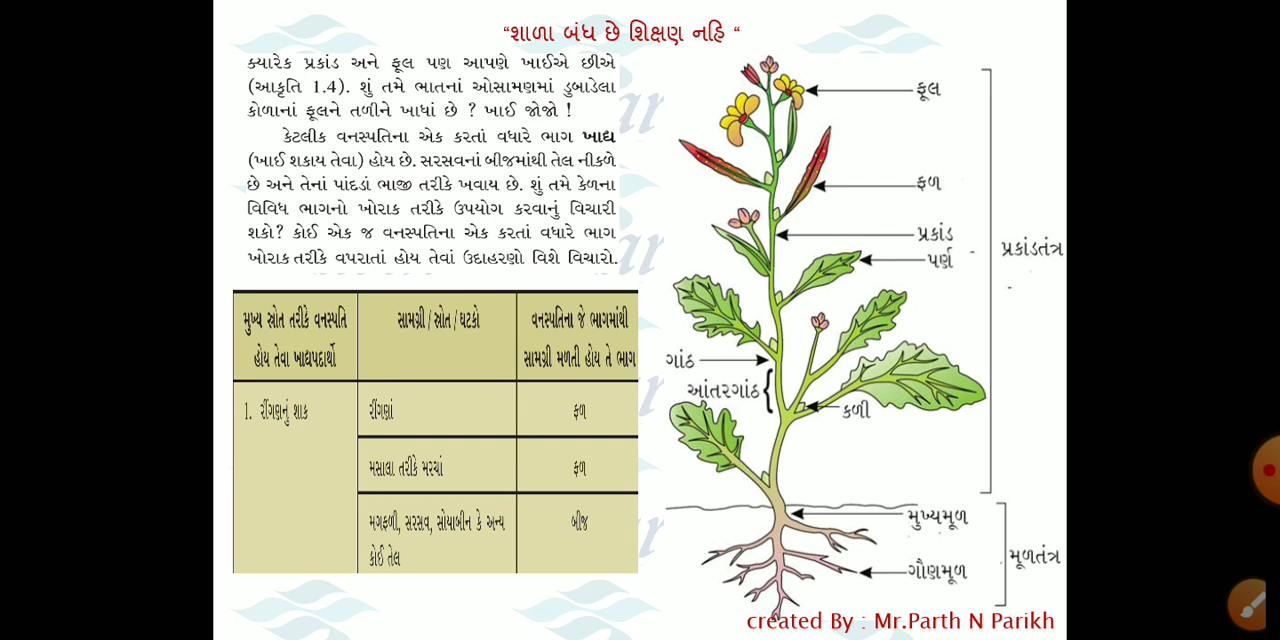 “શાળા બંધ છે શિક્ષણ નહિ “
ક્યારેક પ્રકાંડ અને ફૂલ પણ આપણે ખાઈએ છીએ
(આકૃતિ 1.4). શું તમે ભાતનાં ઓસામણમાં ડુબાડેલા
કોળાનાં ફૂલને તળીને ખાધાં છે ? ખાઈ જોજો !
કેટલીક વનસ્પતિના એક કરતાં વધારે ભાગ ખાદ્ય
(ખાઈ શકાય તેવા) હોય છે. સરસવનાં બીજમાંથી તેલ નીકળે
છે અને તેનાં પાંદડાં ભાજી તરીકે ખવાય છે. શું તમે કેળના
વિવિધ ભાગનો ખોરાક તરીકે ઉપયોગ કરવાનું વિચારી
શકો? કોઈ એક જ વનસ્પતિના એક કરતાં વધારે ભાગ
ખોરાક તરીકે વપરાતાં હોય તેવાં ઉદાહરણો વિશે વિચારો.
મુખ્ય સ્રોત તરીકે વનસ્પતિ
હોય તેવા ખાદ્યપદાર્થો
સામગ્રી / સ્રોત / ઘટકો
વનસ્પતિના જે ભાગમાંથી
સામગ્રી મળતી હોય તે ભાગ
1. રીંગણનું શાક
રીંગણાં
ફળ
મસાલા તરીકે મરચાં
ફળ
મગફળી, સરસવ, સોયાબીન કે અન્ય
કોઈ તેલ
બીજ
ફૂલ
ફળ
પ્રકાંડ
પર્ણ
પ્રકાંડતંત્ર
ગાંઠ
આંતરગાંઠ
કળી
મુખ્યમૂળ
મૂળતંત્ર
ગૌણમૂળ
created By : Mr.Parth N Parikh